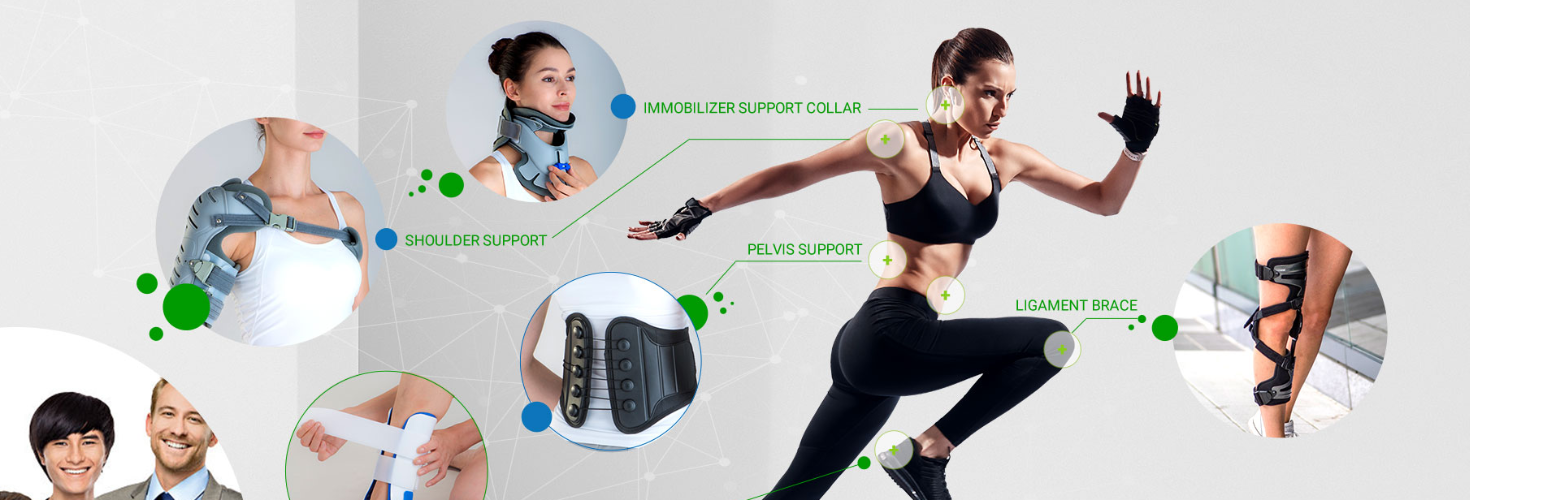 IMMOBILIZER SUPPORT COLLAR
SHOULDER SUPPORT
PELVIS SUPPORT
LIGAMENT BRACE